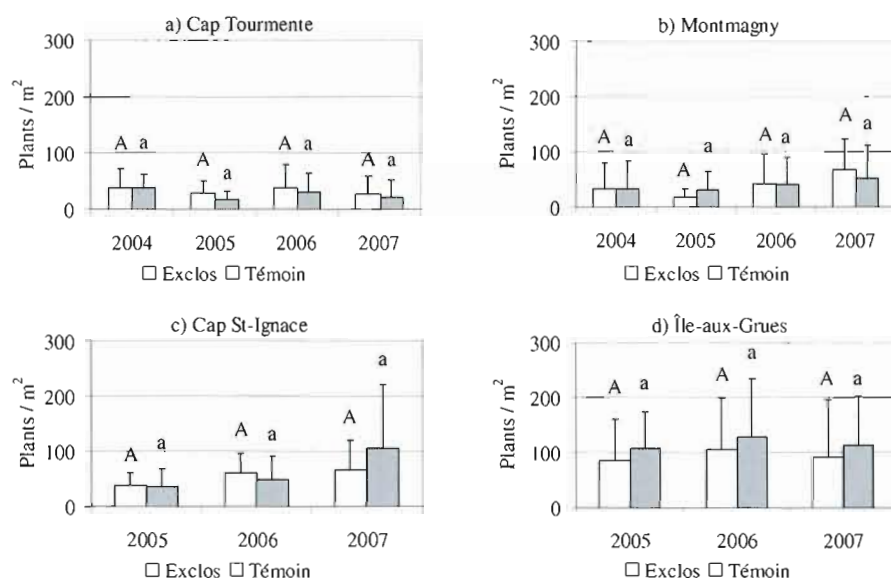 a) Cap Tourmente
300
200
100
0
Plants / m²
A a A a A a A a
2004 2005 2006 2007
□ Exclos □ Témoin
b) Montmagny
300
200
100
0
Plants / m²
A a A a A a A a
2004 2005 2006 2007
□ Exclos □ Témoin
c) Cap St-Ignace
300
200
100
0
Plants / m²
A a A a A a
2005 2006 2007
□ Exclos □ Témoin
d) Île-aux-Grues
300
200
100
0
Plants / m²
A a A a A a
2005 2006 2007
□ Exclos □ Témoin